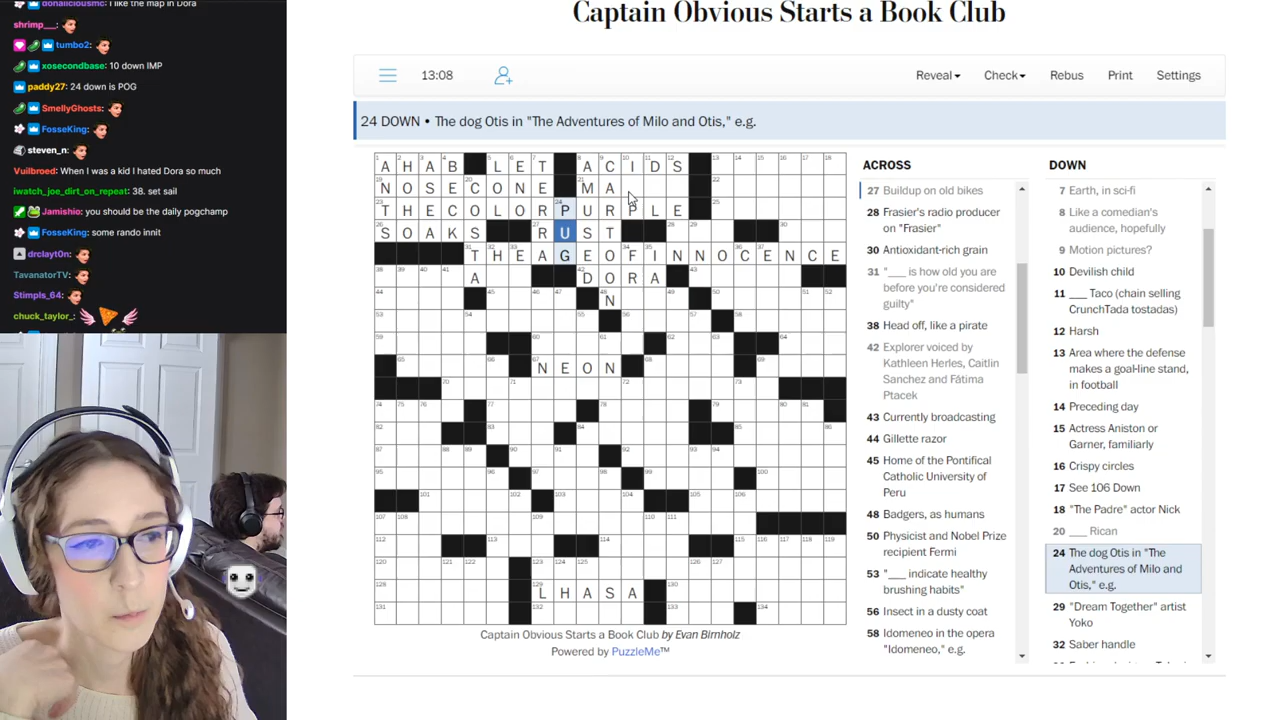 donaliciousmc: I like the map in Dora
shrimp___:
tumbo2:
xosecondbase: 10 down IMP
paddy27: 24 down is POG
SmellyGhosts:
FosseKing:
steven_n:
Vuilbroed: When I was a kid I hated Dora so much
iwatch_joe_dirt_on_repeat: 38. set sail
Jamishio: you should be the daily pogchamp
FosseKing: some rando innit
drclayt0n:
TavanatorTV:
Stimpls_64:
chuck_taylor_:
Captain Obvious Starts a Book Club
13:08
Reveal
Check
Rebus
Print
Settings
24 DOWN • The dog Otis in "The Adventures of Milo and Otis," e.g.
A H A B L E T A C I D S
N O S E C O N E M A
T H E C O L O R P U R P L E
S O A K S R U S T
T H E A G E O F I N N O C E N C E
A D O R A
N
N E O N
L H A S A
Captain Obvious Starts a Book Club by Evan Birnholz
Powered by PuzzleMe™
ACROSS
27 Buildup on old bikes
28 Frasier's radio producer
on "Frasier"
30 Antioxidant-rich grain
31 "___ is how old you are
before you're considered
guilty"
38 Head off, like a pirate
42 Explorer voiced by
Kathleen Herles, Caitlin
Sanchez and Fátima
Ptacek
43 Currently broadcasting
44 Gillette razor
45 Home of the Pontifical
Catholic University of
Peru
48 Badgers, as humans
50 Physicist and Nobel Prize
recipient Fermi
53 "___ indicate healthy
brushing habits"
56 Insect in a dusty coat
58 Idomeneo in the opera
"Idomeneo," e.g.
DOWN
7 Earth, in sci-fi
8 Like a comedian's
audience, hopefully
9 Motion pictures?
10 Devilish child
11 ___ Taco (chain selling
CrunchTada tostadas)
12 Harsh
13 Area where the defense
makes a goal-line stand,
in football
14 Preceding day
15 Actress Aniston or
Garner, familiarly
16 Crispy circles
17 See 106 Down
18 "The Padre" actor Nick
20 ___ Rican
24 The dog Otis in "The
Adventures of Milo and
Otis," e.g.
29 "Dream Together" artist
Yoko
32 Saber handle